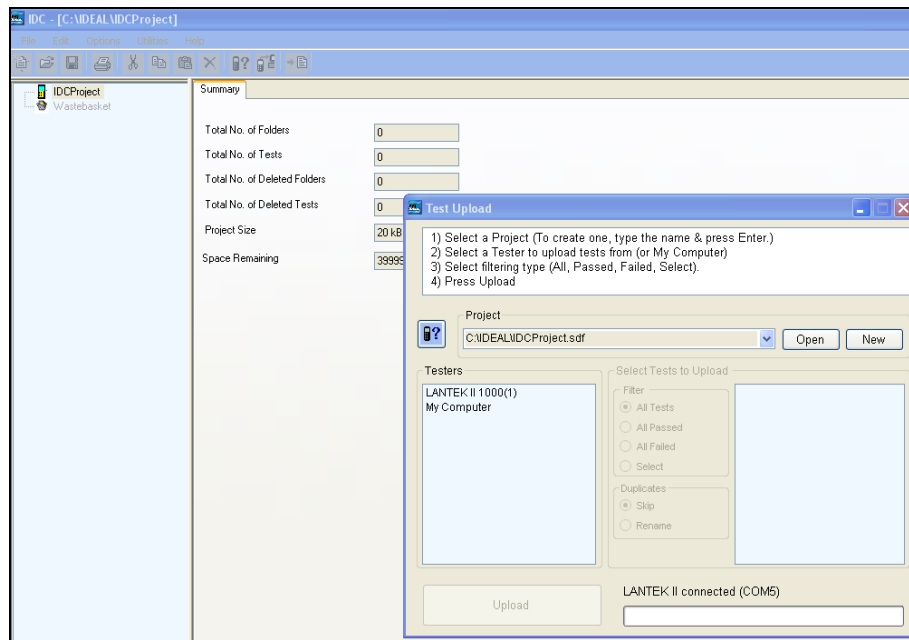 IDC - [C:\IDEAL\IDCProject]
File Edit Options Utilities Help
IDCProject
Wastebasket
Summary
Total No. of Folders 0
Total No. of Tests 0
Total No. of Deleted Folders 0
Total No. of Deleted Tests 0
Project Size 20 kB
Space Remaining 39999
Test Upload
1) Select a Project (To create one, type the name & press Enter.)
2) Select a Tester to upload tests from (or My Computer)
3) Select filtering type (All, Passed, Failed, Select).
4) Press Upload
Project
C:\IDEAL\IDCProject.sdf
Open
New
Testers
LANTEK II 1000(1)
My Computer
Select Tests to Upload
Filter
All Tests
All Passed
All Failed
Select
Duplicates
Skip
Rename
Upload
LANTEK II connected (COM5)